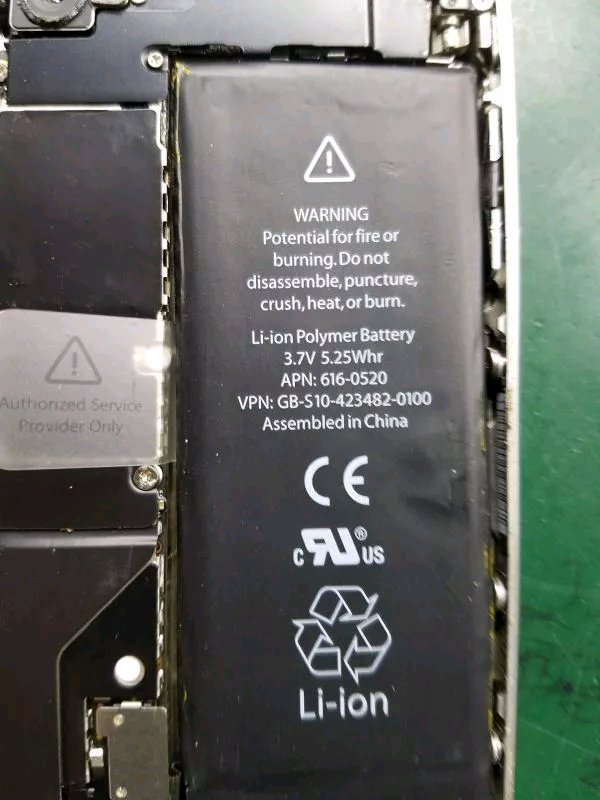 WARNING
Potential for fire or
burning. Do not
disassemble, puncture,
crush, heat, or burn.
Li-ion Polymer Battery
3.7V 5.25Whr
APN: 616-0520
VPN: GB-S10-423482-0100
Assembled in China
CE
c RU ® US
Li-ion
Authorized Service
Provider Only